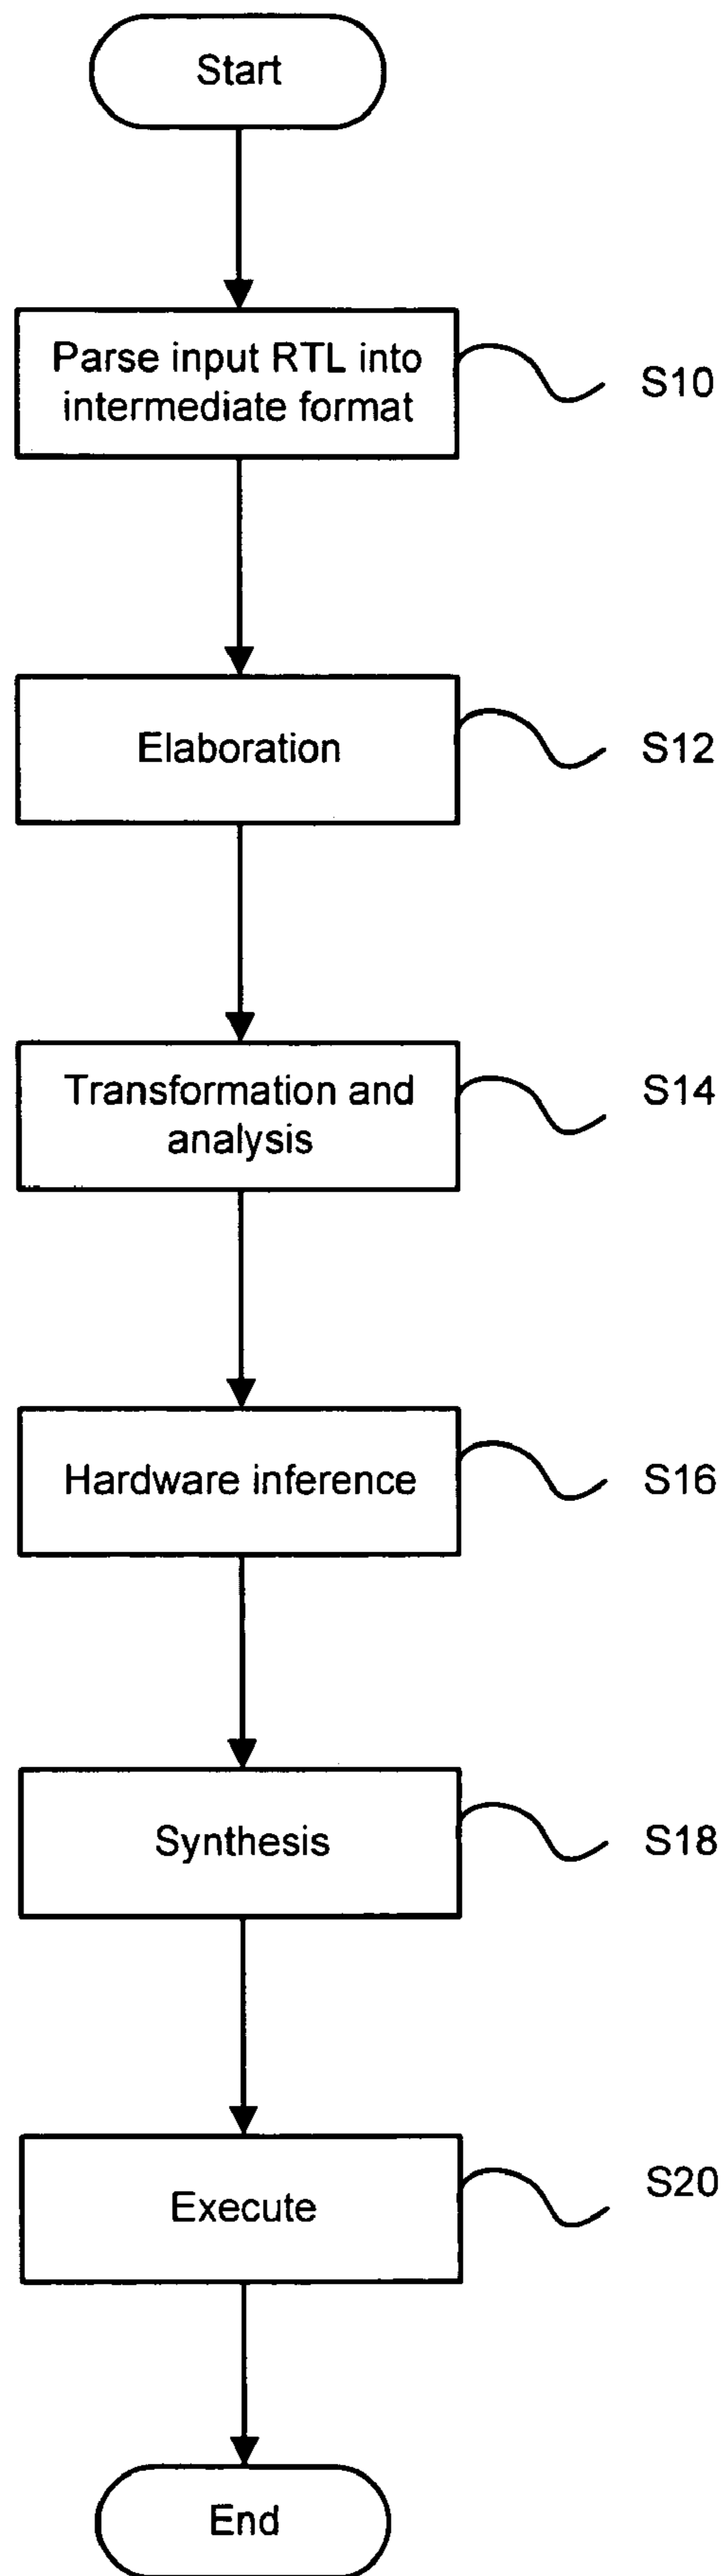 Start
Parse input RTL into
intermediate format
S10
Elaboration
S12
Transformation and
analysis
S14
Hardware inference
S16
Synthesis
S18
Execute
S20
End